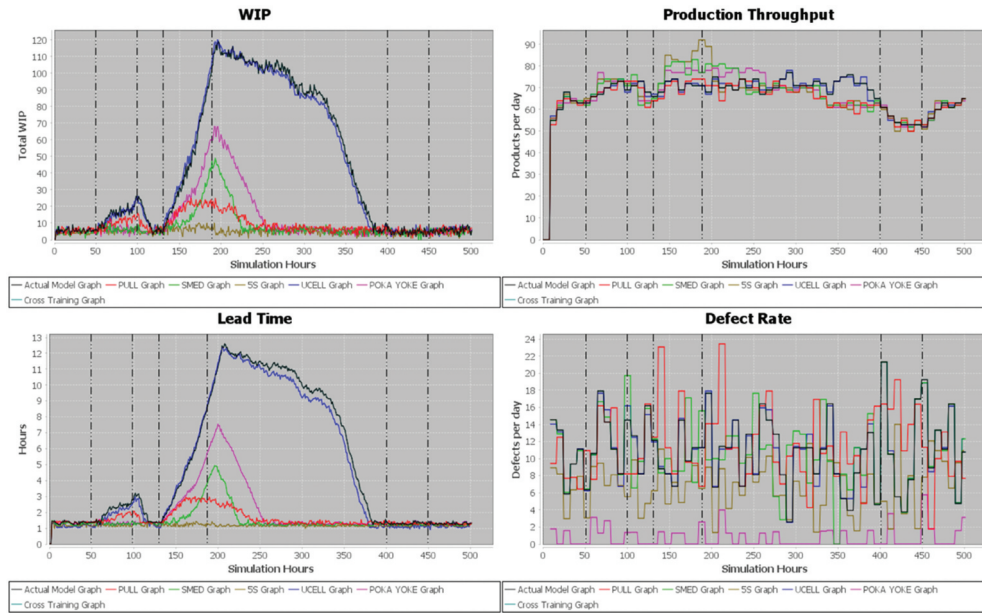 WIP
Total WIP
120
110
100
90
80
70
60
50
40
30
20
10
0
0 50 100 150 200 250 300 350 400 450 500
Simulation Hours
Actual Model Graph PULL Graph SMED Graph 5S Graph UCELL Graph POKA YOKE Graph
Cross Training Graph
Production Throughput
Products per day
90
80
70
60
50
40
30
20
10
0
0 50 100 150 200 250 300 350 400 450 500
Simulation Hours
Actual Model Graph PULL Graph SMED Graph 5S Graph UCELL Graph POKA YOKE Graph
Cross Training Graph
Lead Time
Hours
13
12
11
10
9
8
7
6
5
4
3
2
1
0
0 50 100 150 200 250 300 350 400 450 500
Simulation Hours
Actual Model Graph PULL Graph SMED Graph 5S Graph UCELL Graph POKA YOKE Graph
Cross Training Graph
Defect Rate
Defects per day
24
22
20
18
16
14
12
10
8
6
4
2
0
0 50 100 150 200 250 300 350 400 450 500
Simulation Hours
Actual Model Graph PULL Graph SMED Graph 5S Graph UCELL Graph POKA YOKE Graph
Cross Training Graph